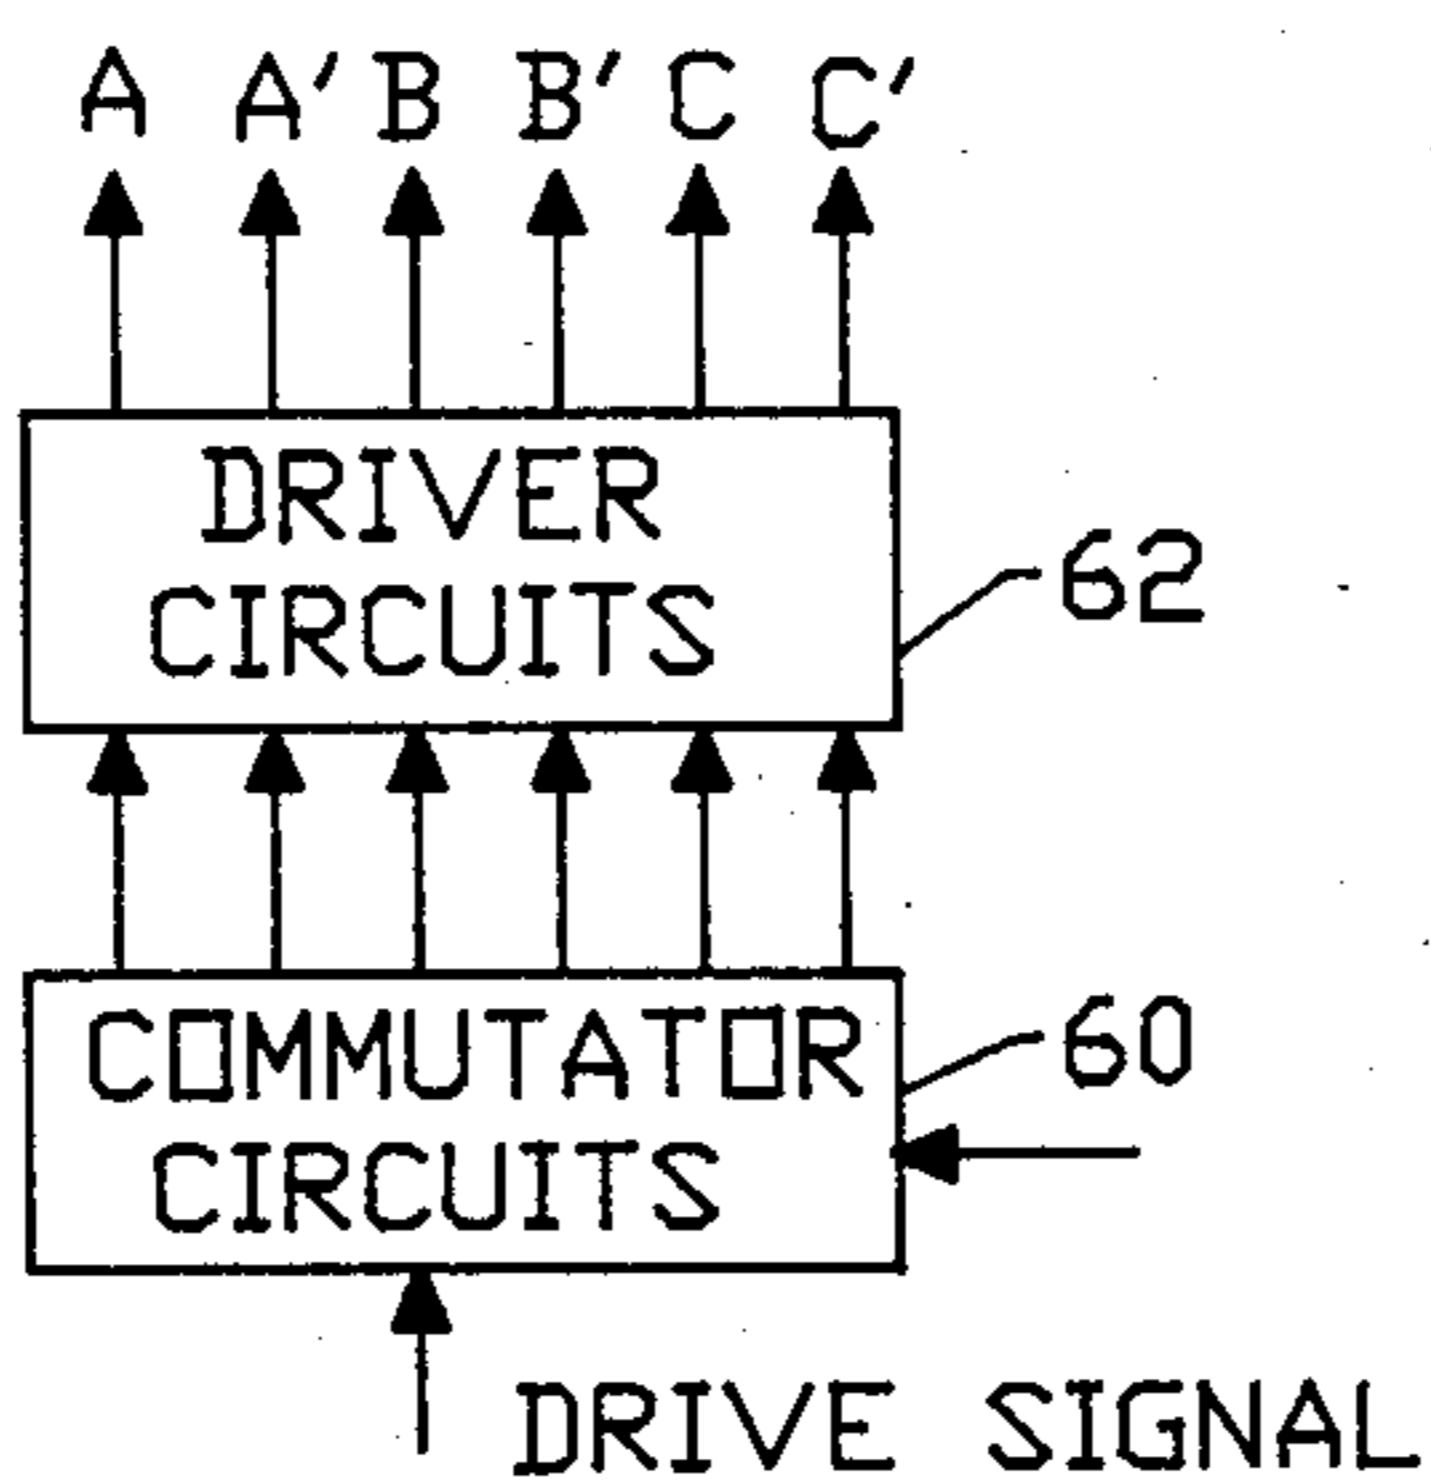 A A' B B' C C'
DRIVER
CIRCUITS
62
COMMUTATOR
CIRCUITS
60
DRIVE SIGNAL